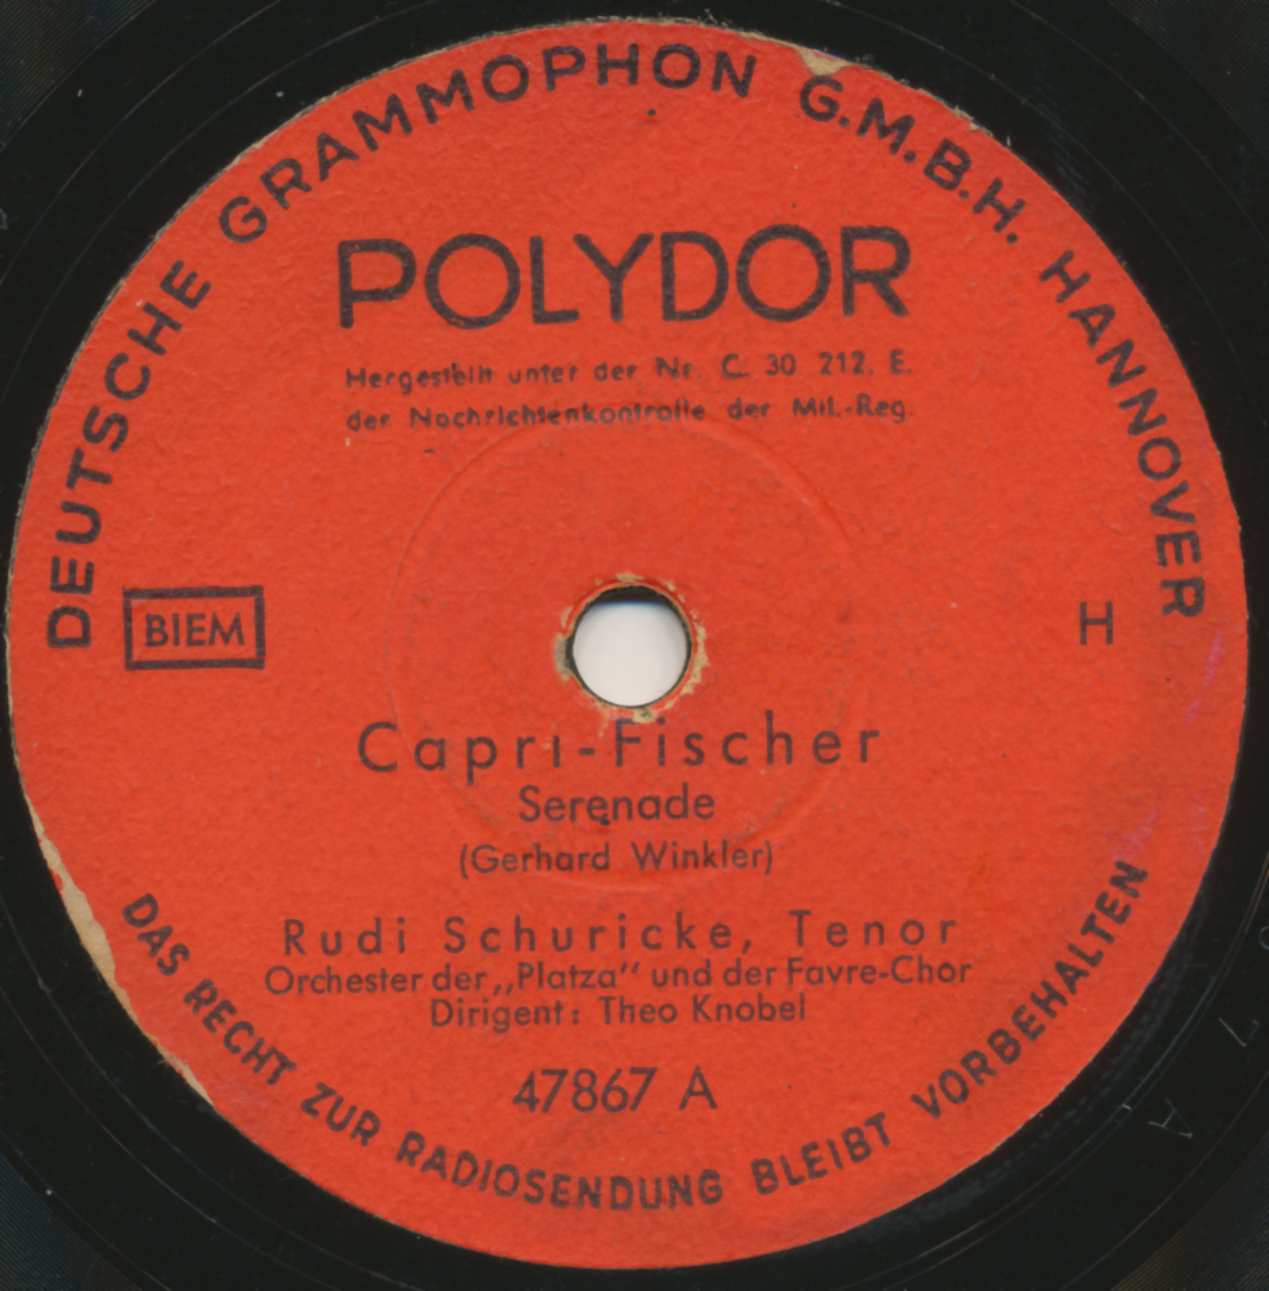 DEUTSCHE GRAMMOPHON G.M.B.H. HANNOVER
POLYDOR
Hergestellt unter der Nr. C. 30 212. E.
der Nachrichtenkontrolle der Mil.-Reg.
BIEM
H
Capri-Fischer
Serenade
(Gerhard Winkler)
Rudi Schuricke, Tenor
Orchester der „Platza” und der Favre-Chor
Dirigent: Theo Knobel
47867 A
DAS RECHT ZUR RADIOSENDUNG BLEIBT VORBEHALTEN